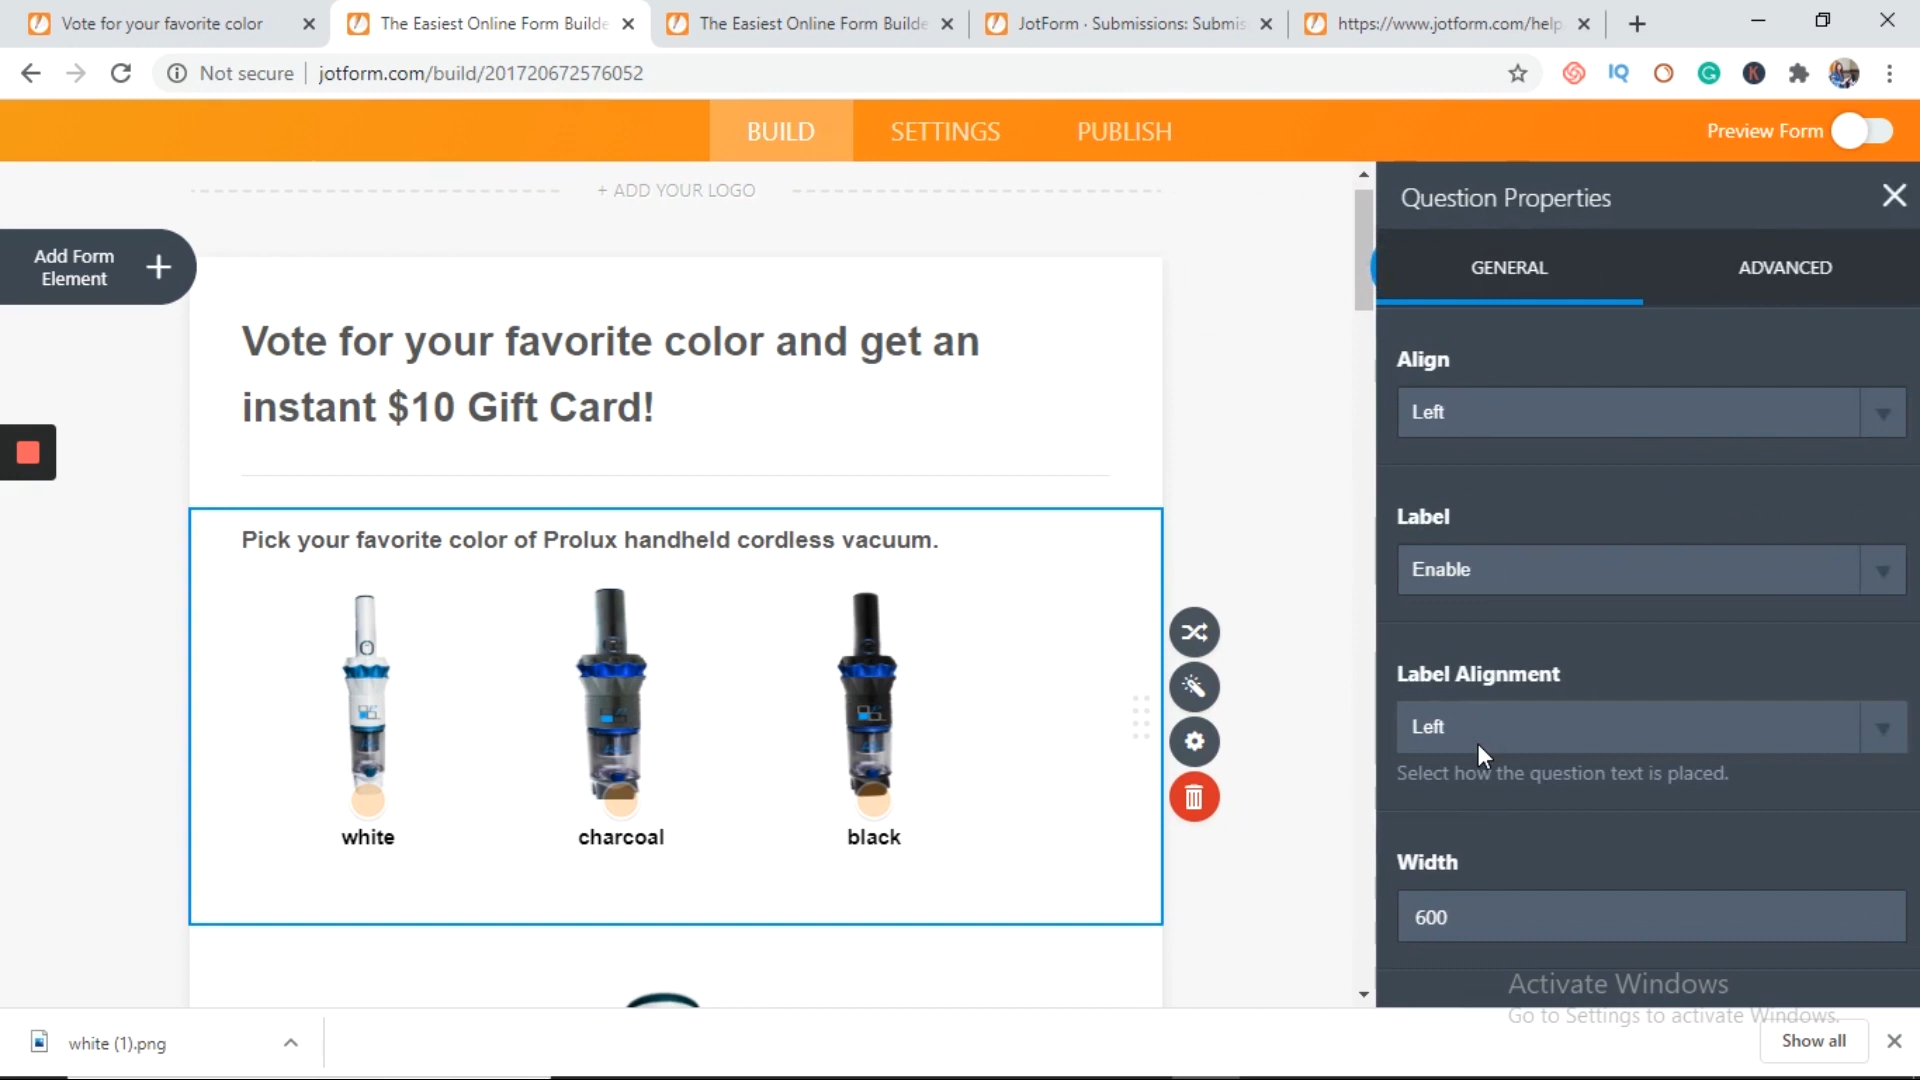 Vote for your favorite color
The Easiest Online Form Builde
The Easiest Online Form Builde
JotForm · Submissions: Submis
https://www.jotform.com/help
Not secure
jotform.com/build/201720672576052
IQ
G
K
BUILD
SETTINGS
PUBLISH
Preview Form
+ ADD YOUR LOGO
Add Form
Element
Vote for your favorite color and get an
instant $10 Gift Card!
Pick your favorite color of Prolux handheld cordless vacuum.
white
charcoal
black
Question Properties
GENERAL
ADVANCED
Align
Left
Label
Enable
Label Alignment
Left
Select how the question text is placed.
Width
600
Activate Windows
Go to Settings to activate Windows.
white (1).png
Show all